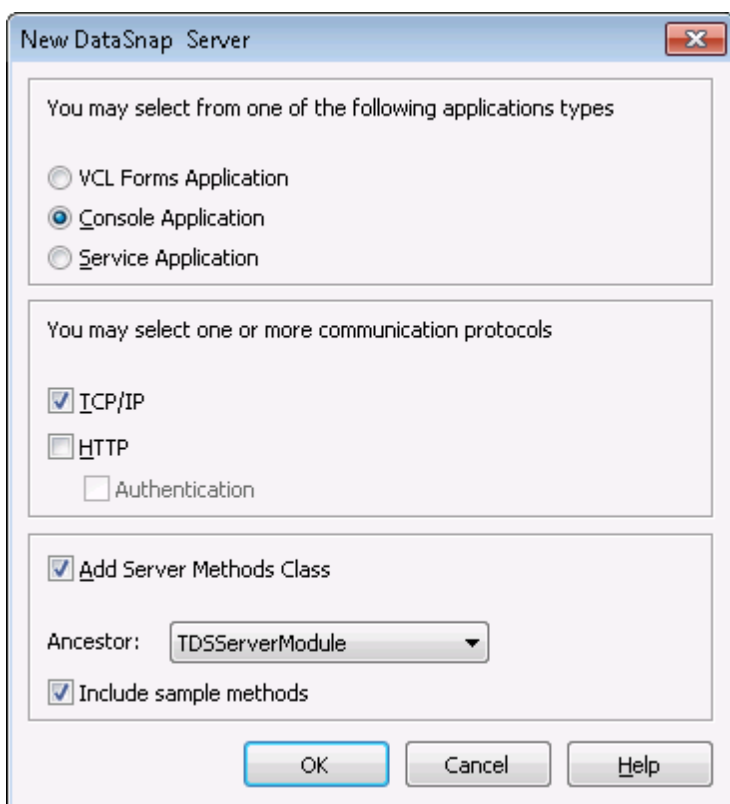 New DataSnap  Server
You may select from one of the following applications types
VCL Forms Application
Console Application
Service Application
You may select one or more communication protocols
TCP/IP
HTTP
Authentication
Add Server Methods Class
Ancestor: TDSServerModule
Include sample methods
OK Cancel Help